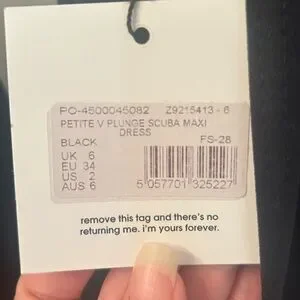 PO-4500045082 Z9215413 - 6
PETITE V PLUNGE SCUBA MAXI
DRESS
BLACK FS-28
UK 6
EU 34
US 2
AUS 6
5 057701 325227
remove this tag and there's no
returning me. i'm yours forever.